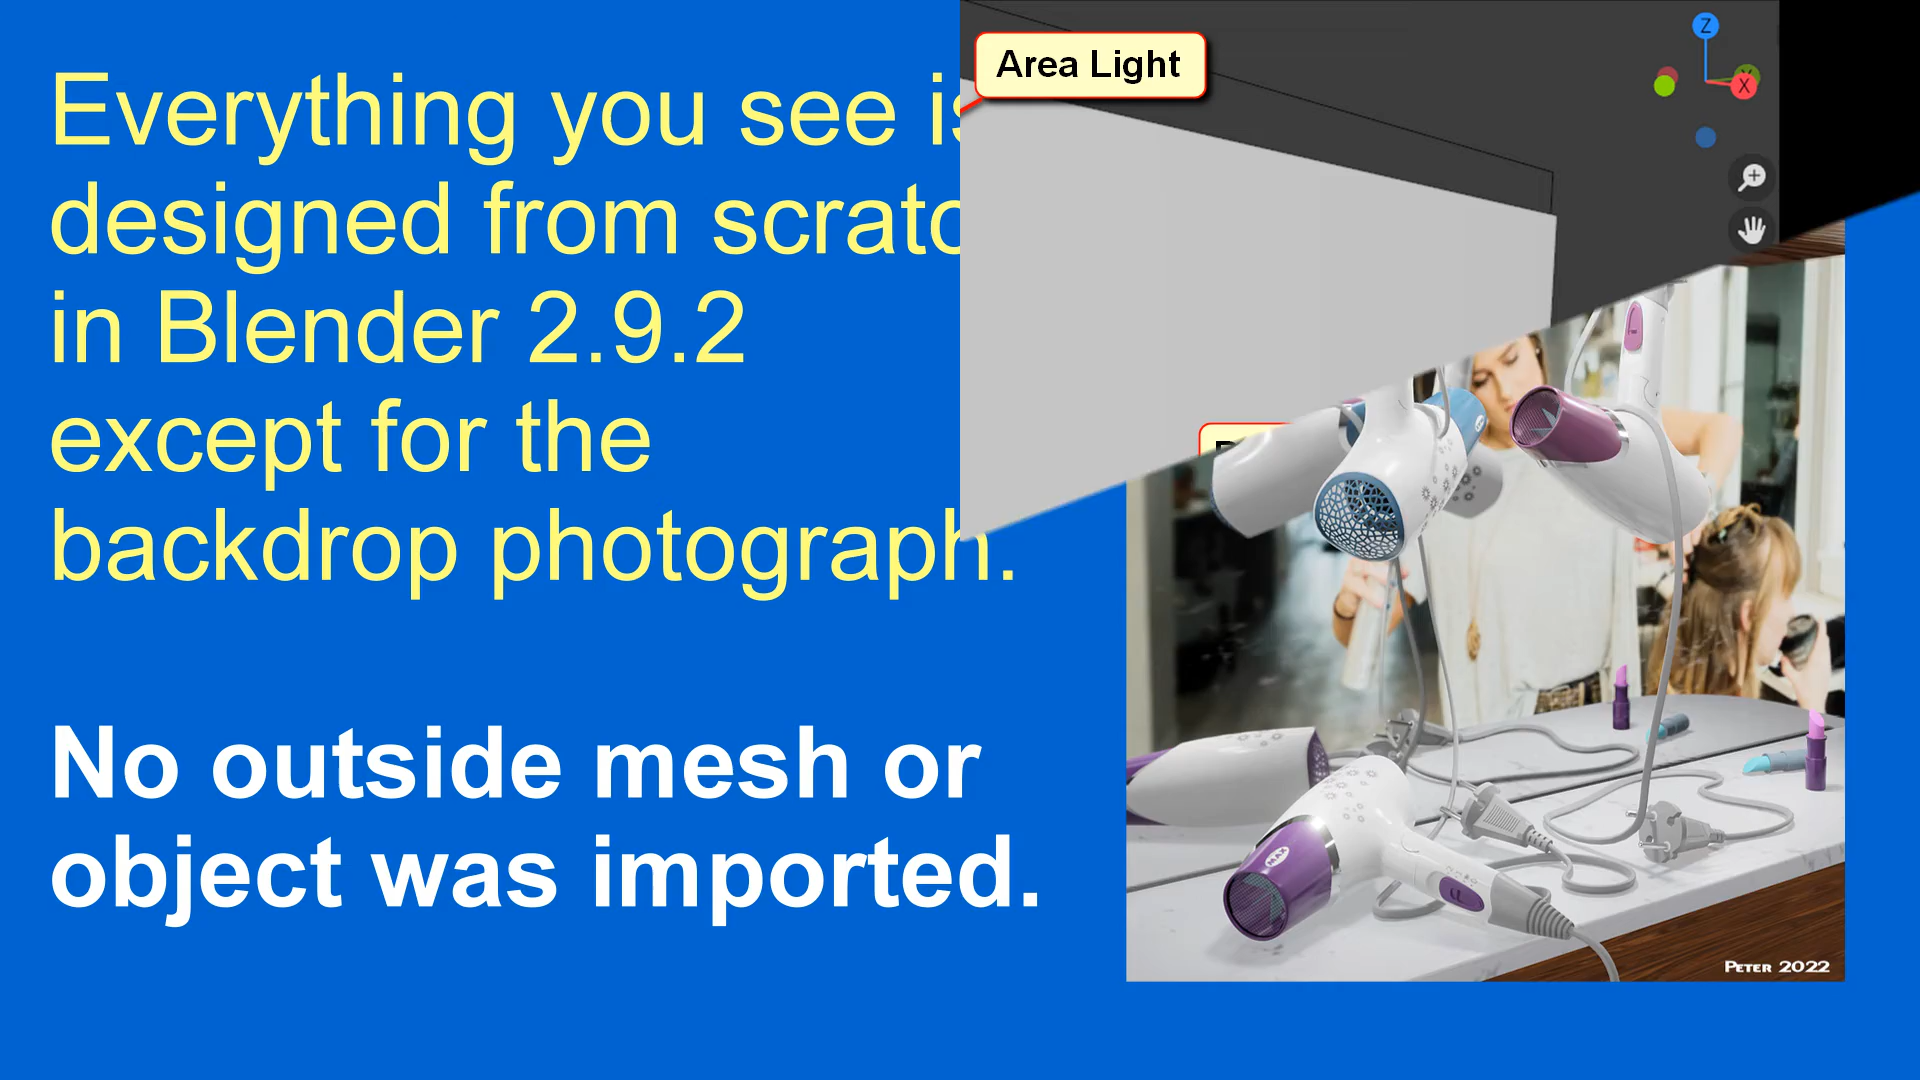 Everything you see is
designed from scratc
in Blender 2.9.2
except for the
backdrop photograph.
No outside mesh or
object was imported.
Area Light
Z
X
MAX
PETER 2022